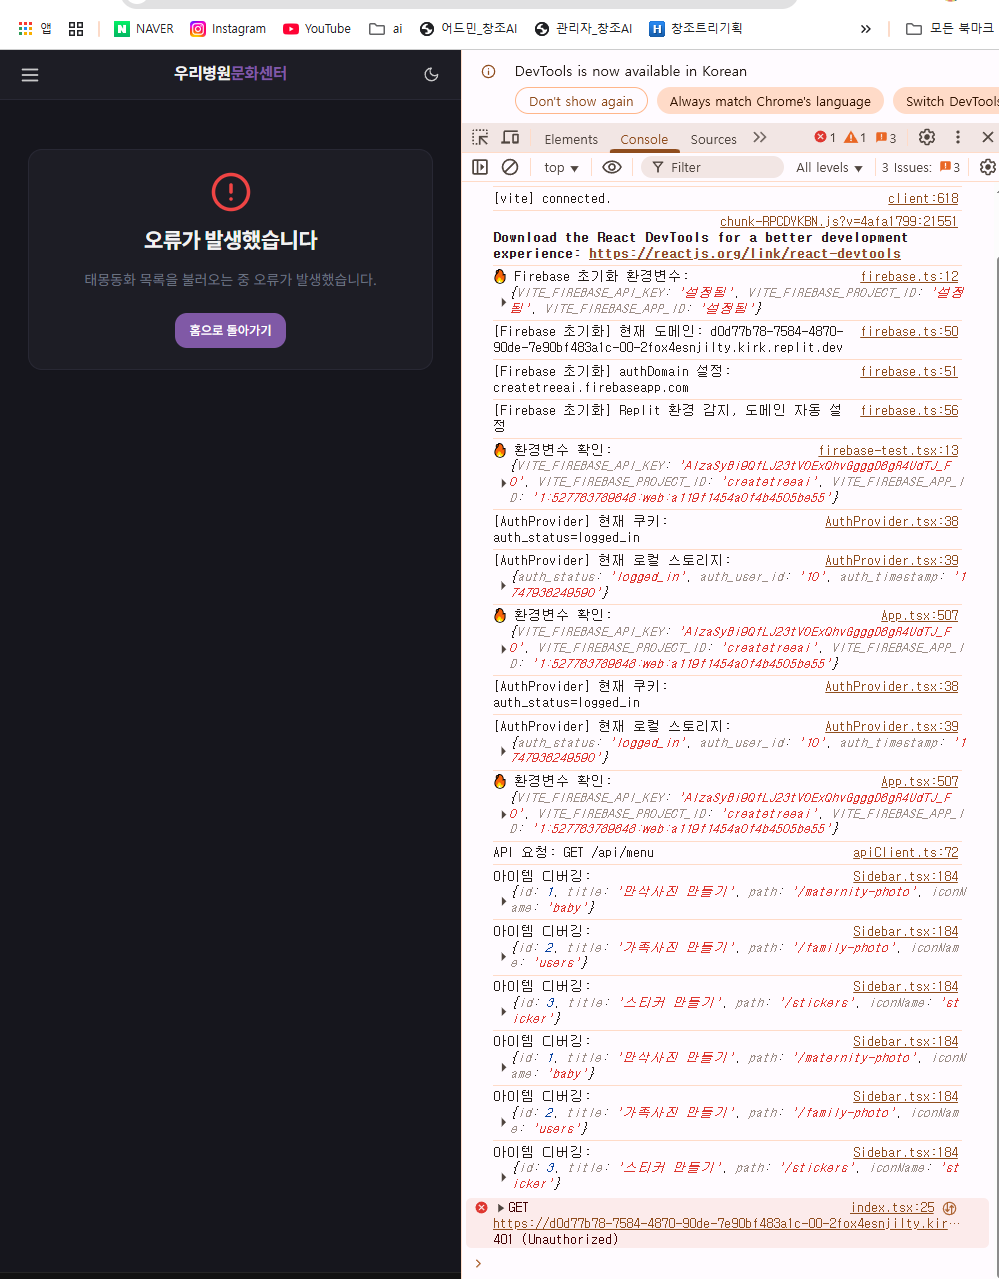 앱
NAVER
Instagram
YouTube
ai
어드민_창조AI
관리자_창조AI
창조트리기획
모든 북마크
우리병원문화센터
오류가 발생했습니다
태몽동화 목록을 불러오는 중 오류가 발생했습니다.
홈으로 돌아가기
DevTools is now available in Korean
Don't show again
Always match Chrome's language
Switch DevTools
Elements
Console
Sources
1
1
3
top
Filter
All levels
3 Issues:
3
[vite] connected. client:618
chunk-RPCDYKBN.js?v=4afa1799:21551
Download the React DevTools for a better development
experience: https://reactjs.org/link/react-devtools
🔥 Firebase 초기화 환경변수: firebase.ts:12
{VITE_FIREBASE_API_KEY: '설정됨', VITE_FIREBASE_PROJECT_ID: '설정
됨', VITE_FIREBASE_APP_ID: '설정됨'}
[Firebase 초기화] 현재 도메인: d0d77b78-7584-4870- firebase.ts:50
90de-7e90bf483a1c-00-2fox4esnjilty.kirk.replit.dev
[Firebase 초기화] authDomain 설정: firebase.ts:51
createtreeai.firebaseapp.com
[Firebase 초기화] Replit 환경 감지, 도메인 자동 설 firebase.ts:56
정
🔥 환경변수 확인: firebase-test.tsx:13
{VITE_FIREBASE_API_KEY:
VITE_FIREBASE_PROJECT_ID: 'createtreeai', VITE_FIREBASE_APP_I
D: '1:527763789648:web:a119f1454a0f4b4505be55'}
[AuthProvider] 현재 쿠키: AuthProvider.tsx:38
auth_status=logged_in
[AuthProvider] 현재 로컬 스토리지: AuthProvider.tsx:39
{auth_status: 'logged_in', auth_user_id: '10', auth_timestamp: '1
747936249590'}
🔥 환경변수 확인: App.tsx:507
{VITE_FIREBASE_API_KEY:
VITE_FIREBASE_PROJECT_ID: 'createtreeai', VITE_FIREBASE_APP_I
D: '1:527763789648:web:a119f1454a0f4b4505be55'}
[AuthProvider] 현재 쿠키: AuthProvider.tsx:38
auth_status=logged_in
[AuthProvider] 현재 로컬 스토리지: AuthProvider.tsx:39
{auth_status: 'logged_in', auth_user_id: '10', auth_timestamp: '1
747936249590'}
🔥 환경변수 확인: App.tsx:507
{VITE_FIREBASE_API_KEY:
VITE_FIREBASE_PROJECT_ID: 'createtreeai', VITE_FIREBASE_APP_I
D: '1:527763789648:web:a119f1454a0f4b4505be55'}
API 요청: GET /api/menu apiClient.ts:72
아이템 디버깅: Sidebar.tsx:184
{id: 1, title: '만삭사진 만들기', path: '/maternity-photo', iconN
ame: 'baby'}
아이템 디버깅: Sidebar.tsx:184
{id: 2, title: '가족사진 만들기', path: '/family-photo', iconNam
e: 'users'}
아이템 디버깅: Sidebar.tsx:184
{id: 3, title: '스티커 만들기', path: '/stickers', iconName: 'st
icker'}
아이템 디버깅: Sidebar.tsx:184
{id: 1, title: '만삭사진 만들기', path: '/maternity-photo', iconN
ame: 'baby'}
아이템 디버깅: Sidebar.tsx:184
{id: 2, title: '가족사진 만들기', path: '/family-photo', iconNam
e: 'users'}
아이템 디버깅: Sidebar.tsx:184
{id: 3, title: '스티커 만들기', path: '/stickers', iconName: 'st
icker'}
GET index.tsx:25
https://d0d77b78-7584-4870-90de-7e90bf483a1c-00-2fox4esnjilty.kir…
401 (Unauthorized)